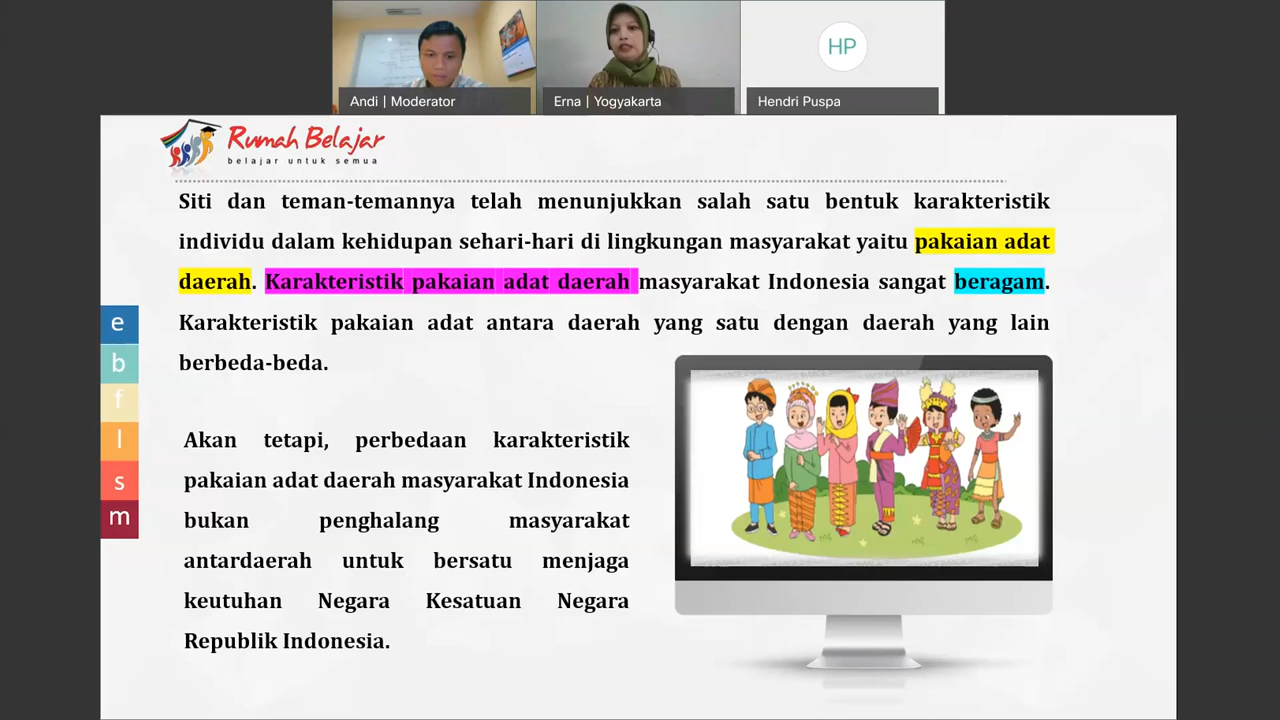 HP
Andi | Moderator
Erna | Yogyakarta
Hendri Puspa
Rumah Belajar
belajar untuk semua
Siti dan teman-temannya telah menunjukkan salah satu bentuk karakteristik
individu dalam kehidupan sehari-hari di lingkungan masyarakat yaitu pakaian adat
daerah. Karakteristik pakaian adat daerah masyarakat Indonesia sangat beragam.
Karakteristik pakaian adat antara daerah yang satu dengan daerah yang lain
berbeda-beda.
e
b
f
l
s
m
Akan tetapi, perbedaan karakteristik
pakaian adat daerah masyarakat Indonesia
bukan penghalang masyarakat
antardaerah untuk bersatu menjaga
keutuhan Negara Kesatuan Negara
Republik Indonesia.